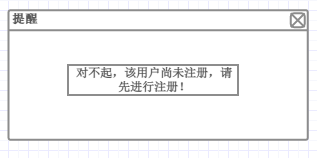 提醒
对不起，该用户尚未注册，请
先进行注册！